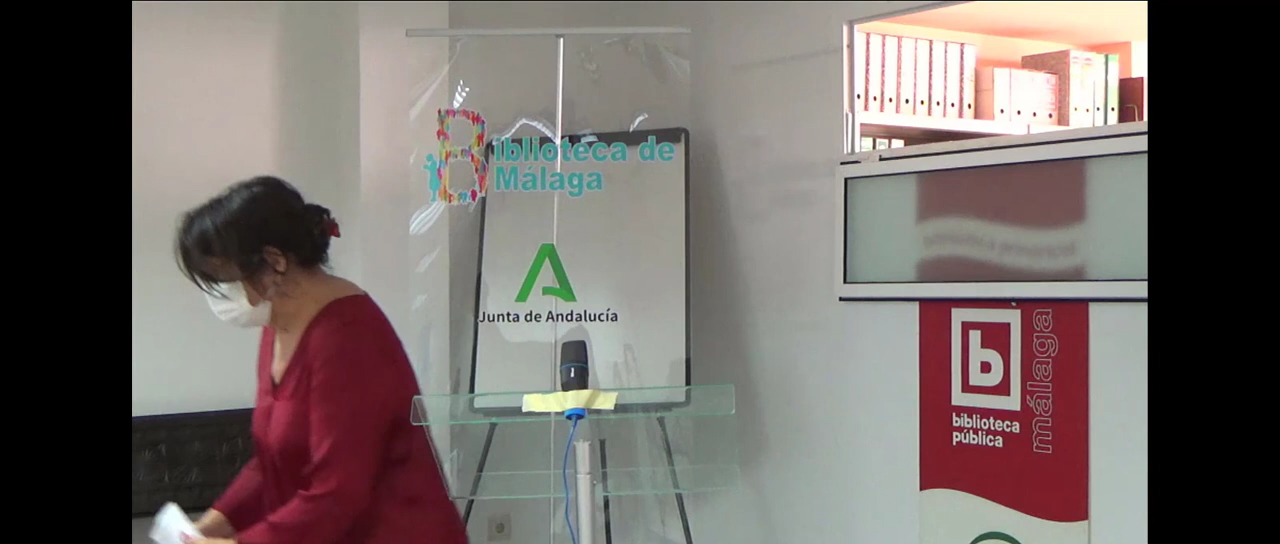 Biblioteca de
Málaga
Junta de Andalucía
b
málaga
biblioteca
pública